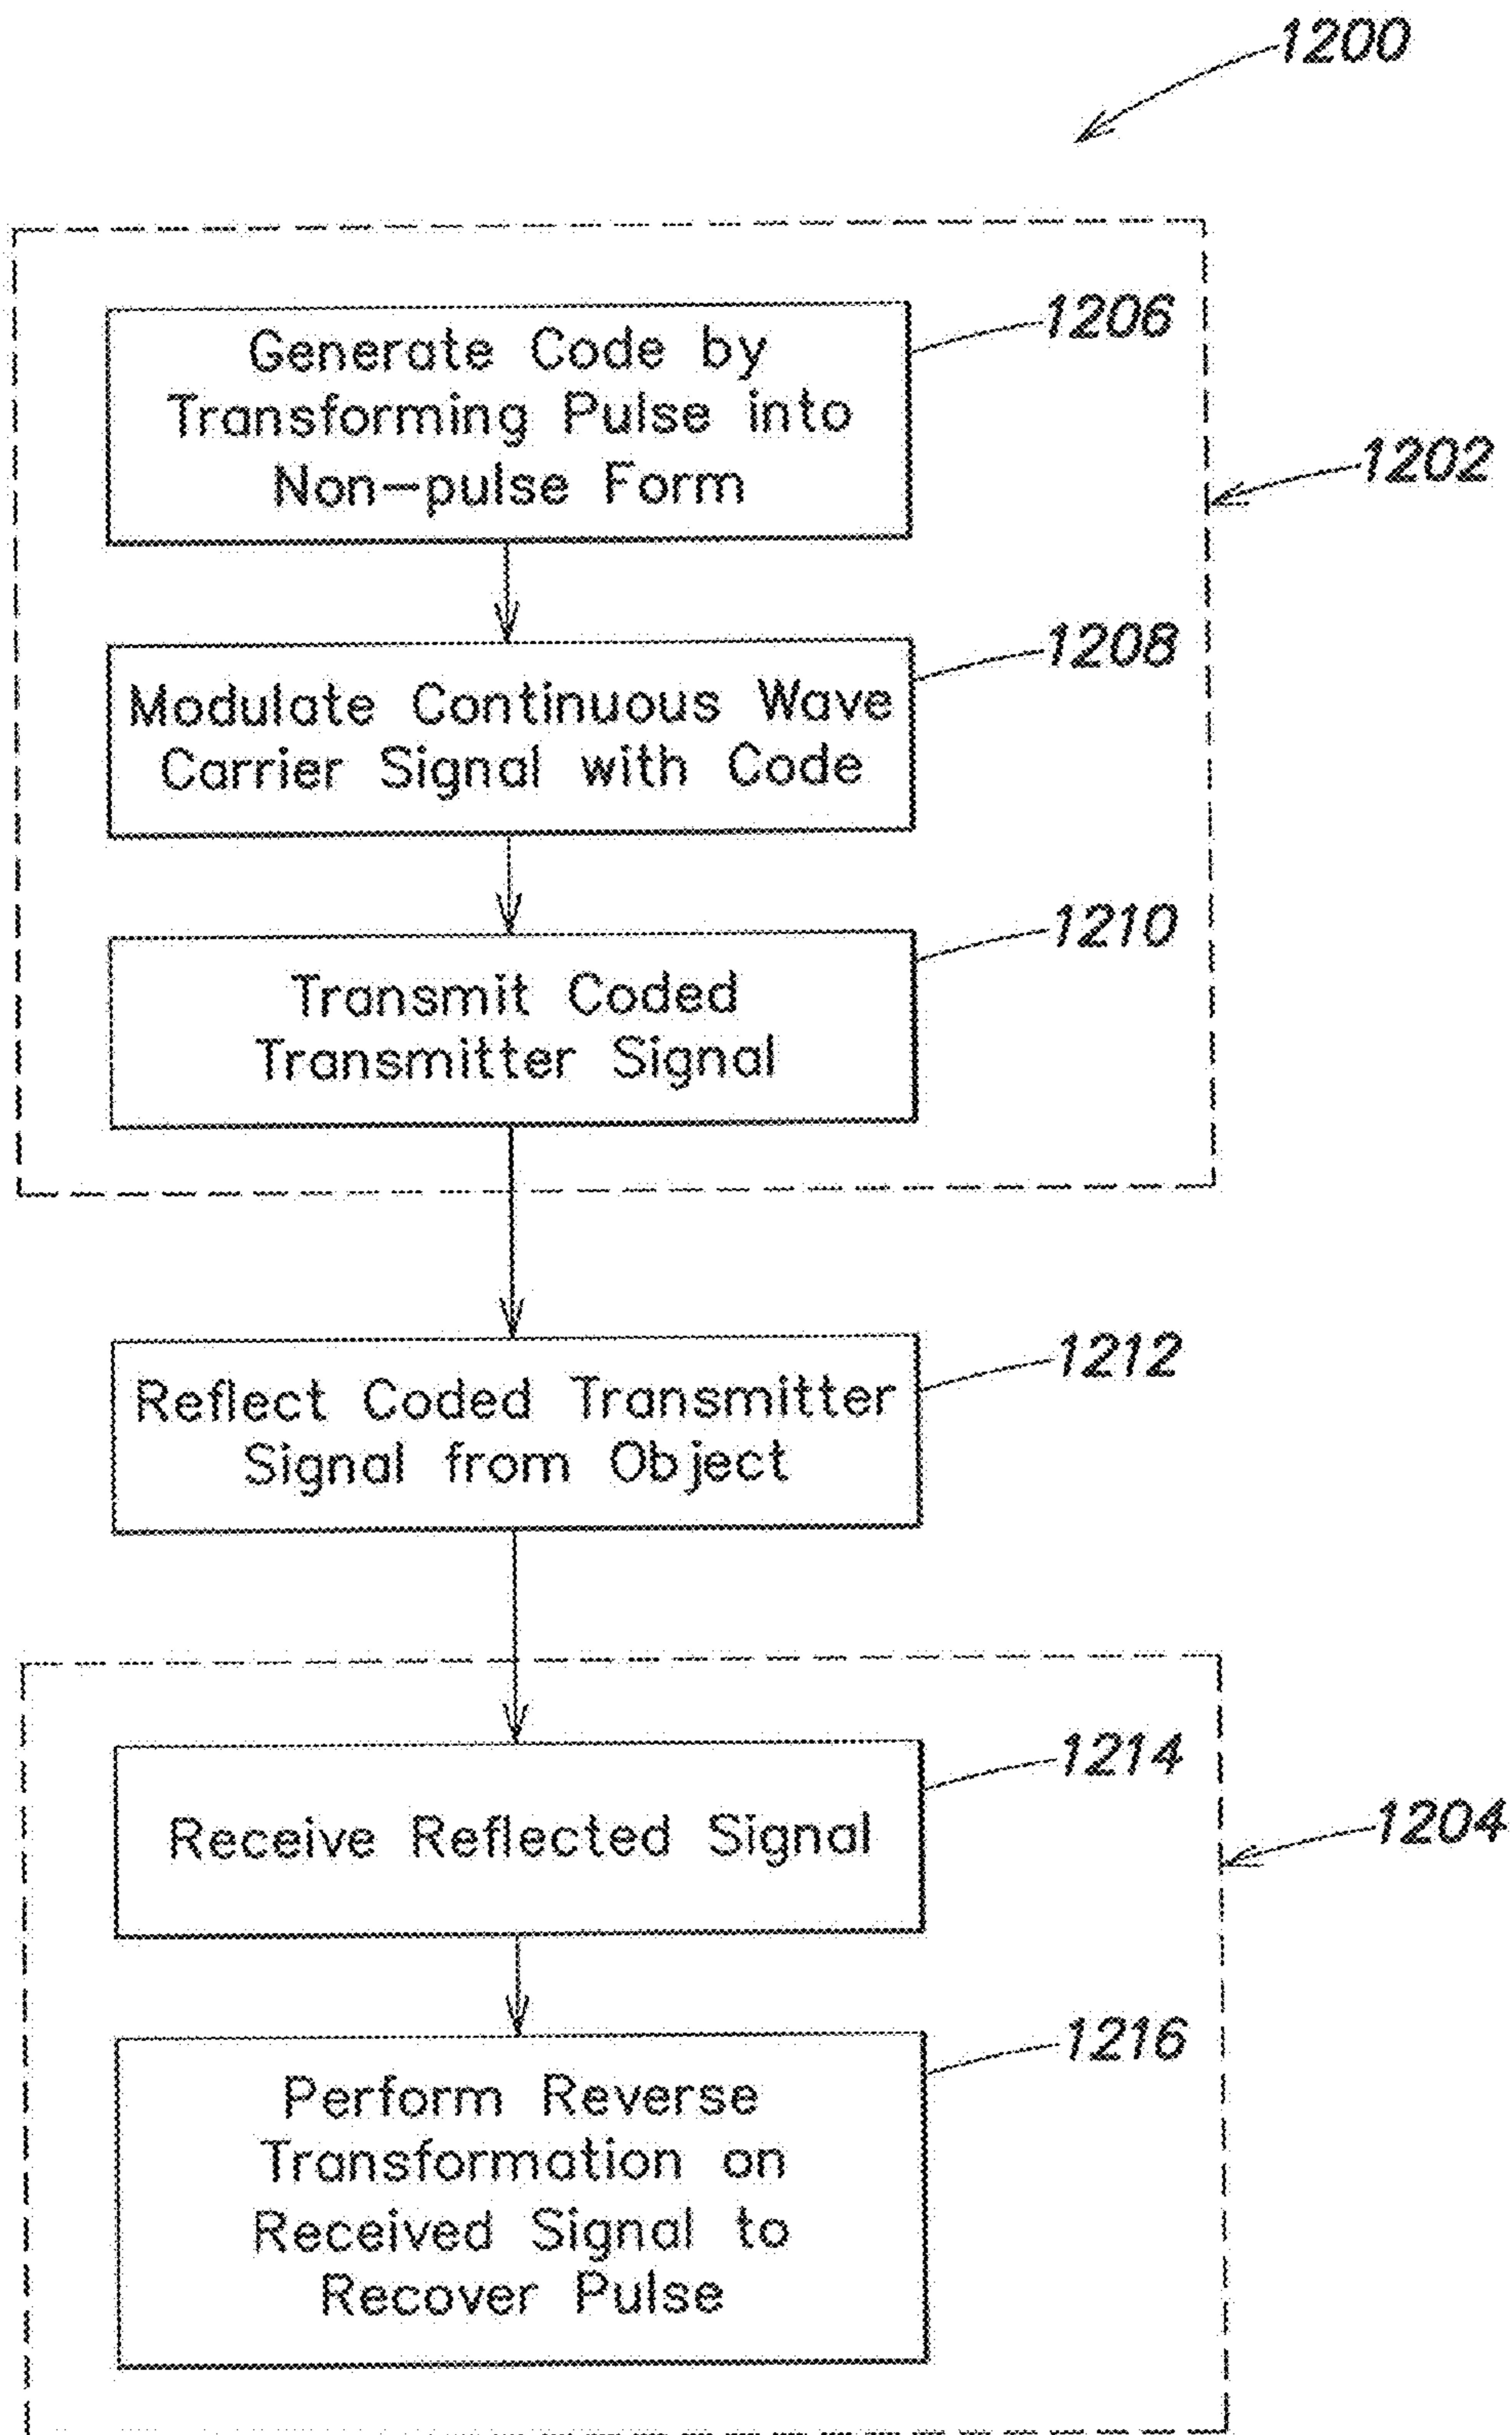 1200
Generate Code by
Transforming Pulse into
Non-pulse Form
1206
1202
Modulate Continuous Wave
Carrier Signal with Code
1208
Transmit Coded
Transmitter Signal
1210
Reflect Coded Transmitter
Signal from Object
1212
Receive Reflected Signal
1214
1204
Perform Reverse
Transformation on
Received Signal to
Recover Pulse
1216